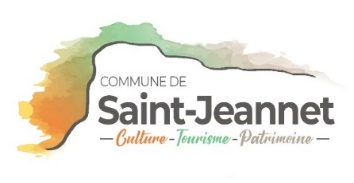 COMMUNE DE
Saint-Jeannet
- Culture - Tourisme - Patrimoine -